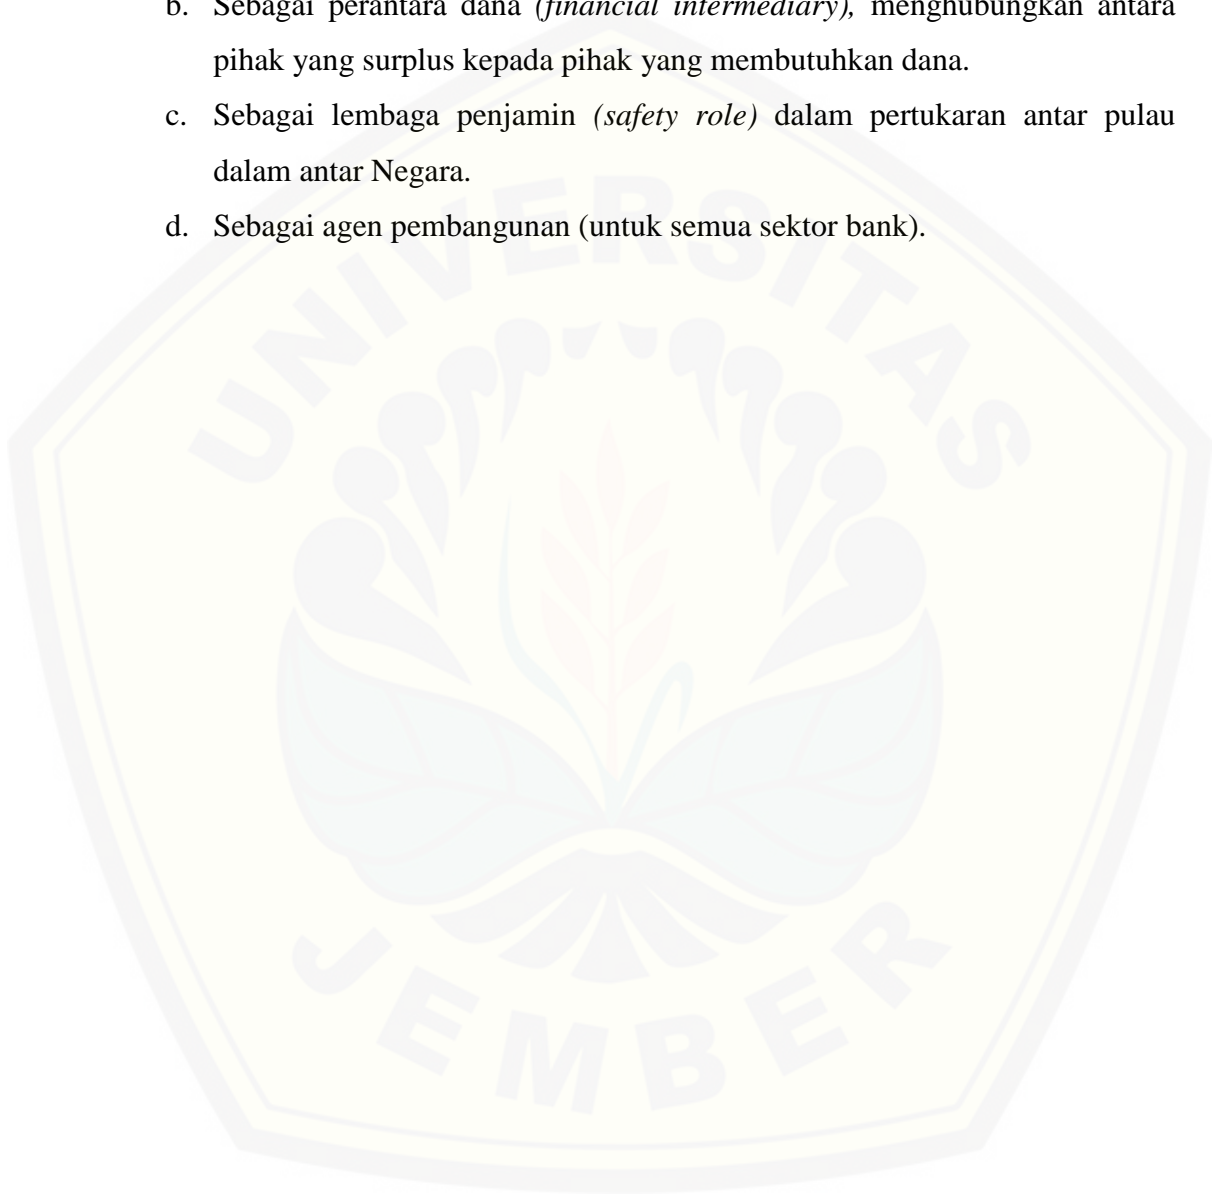 b. Sebagai perantara dana (financial intermediary), menghubungkan antara
pihak yang surplus kepada pihak yang membutuhkan dana.
c. Sebagai lembaga penjamin (safety role) dalam pertukaran antar pulau
dalam antar Negara.
d. Sebagai agen pembangunan (untuk semua sektor bank).
UNIVERSITAS
JEMBER